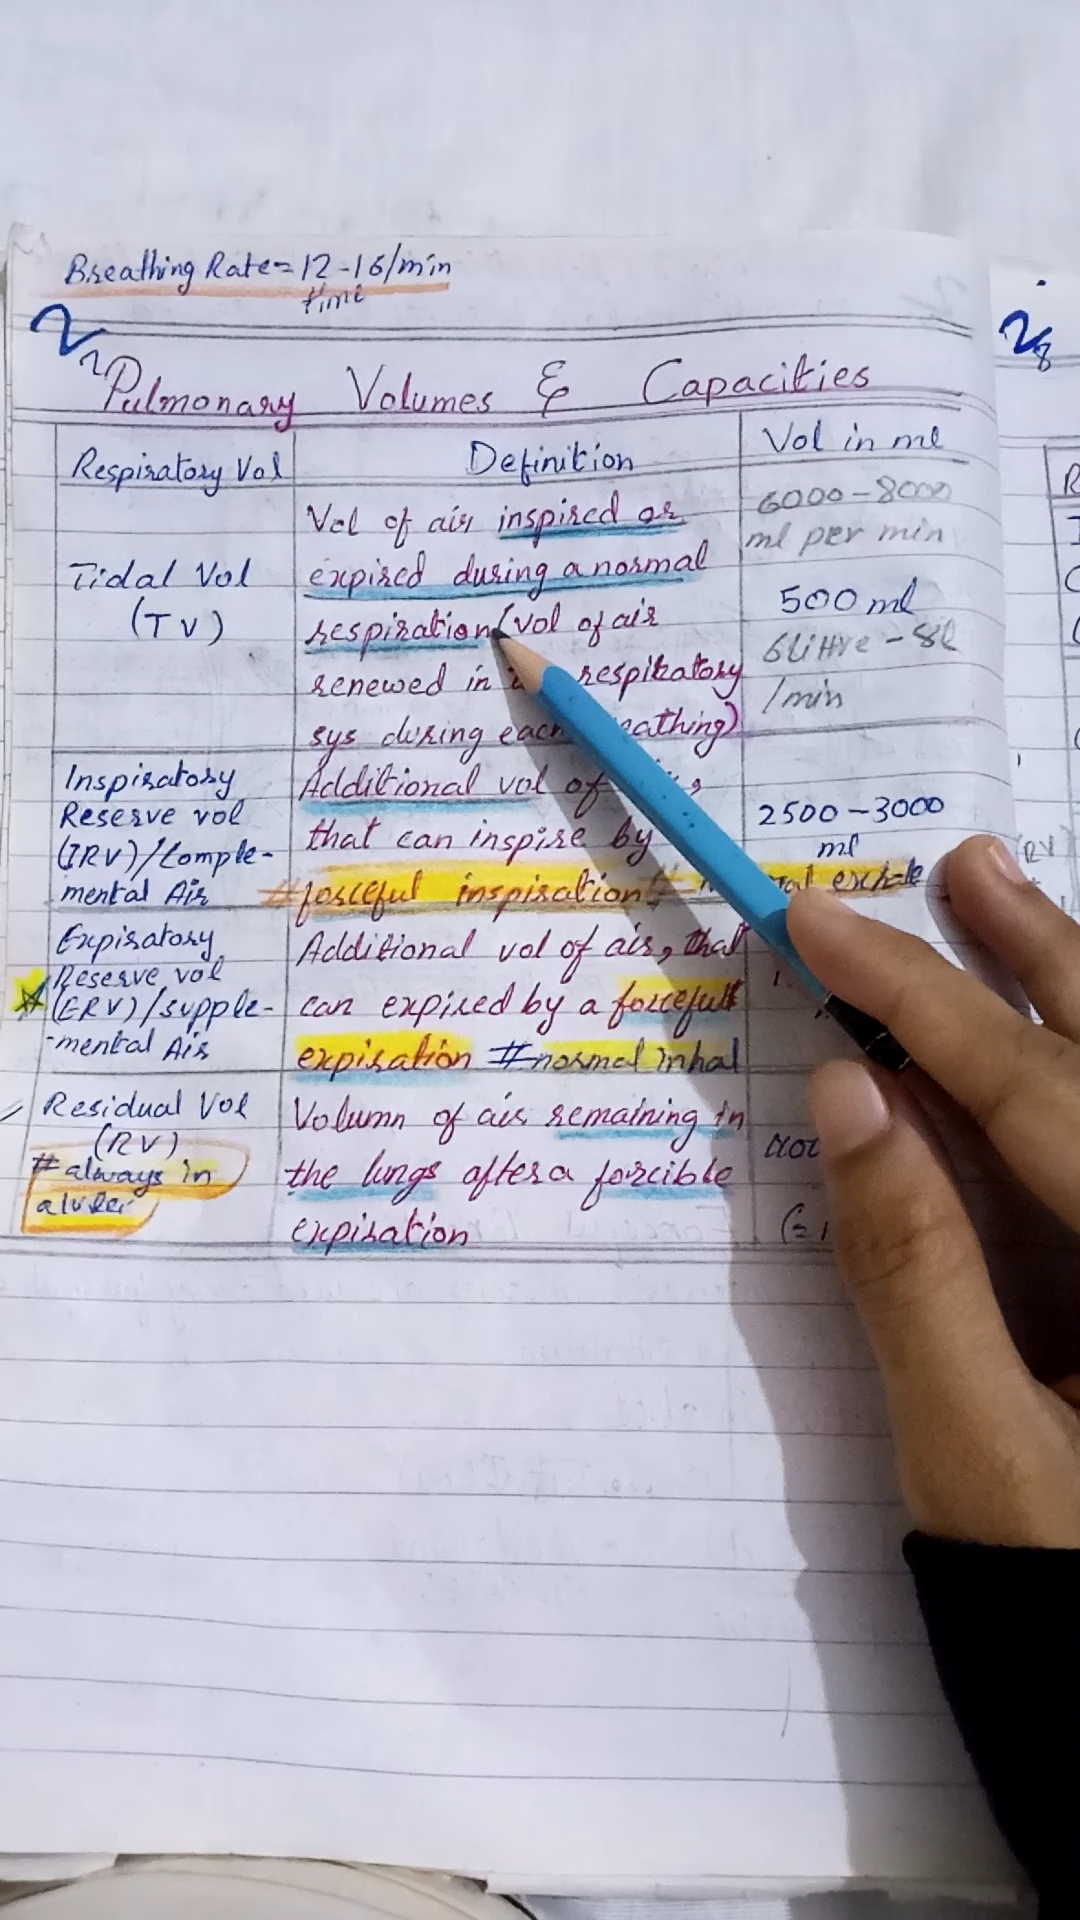 Breathing Rate = 12-16/min
time
Pulmonary Volumes & Capacities
Respiratory Vol
Definition
Vol in ml
Tidal Vol
(TV)
Vol of air inspired or
expired during a normal
respiration (vol of air
renewed in respiratory
sys during each
6000-8000
ml per min
500 ml
6littre - 8l
/min
Inspiratory
Reserve vol
(IRV)/Comple-
mental Air
Additional vol of
that can inspire by
#forceful inspiration! exhale
2500-3000
ml
Expiratory
Reserve vol
(ERV)/supple-
-mental Air
Additional vol of air, that
can expired by a forcefull
expiration #normal inhal
Residual Vol
(RV)
#always in
Volumn of air remaining in
the lungs after a forcible
expiration